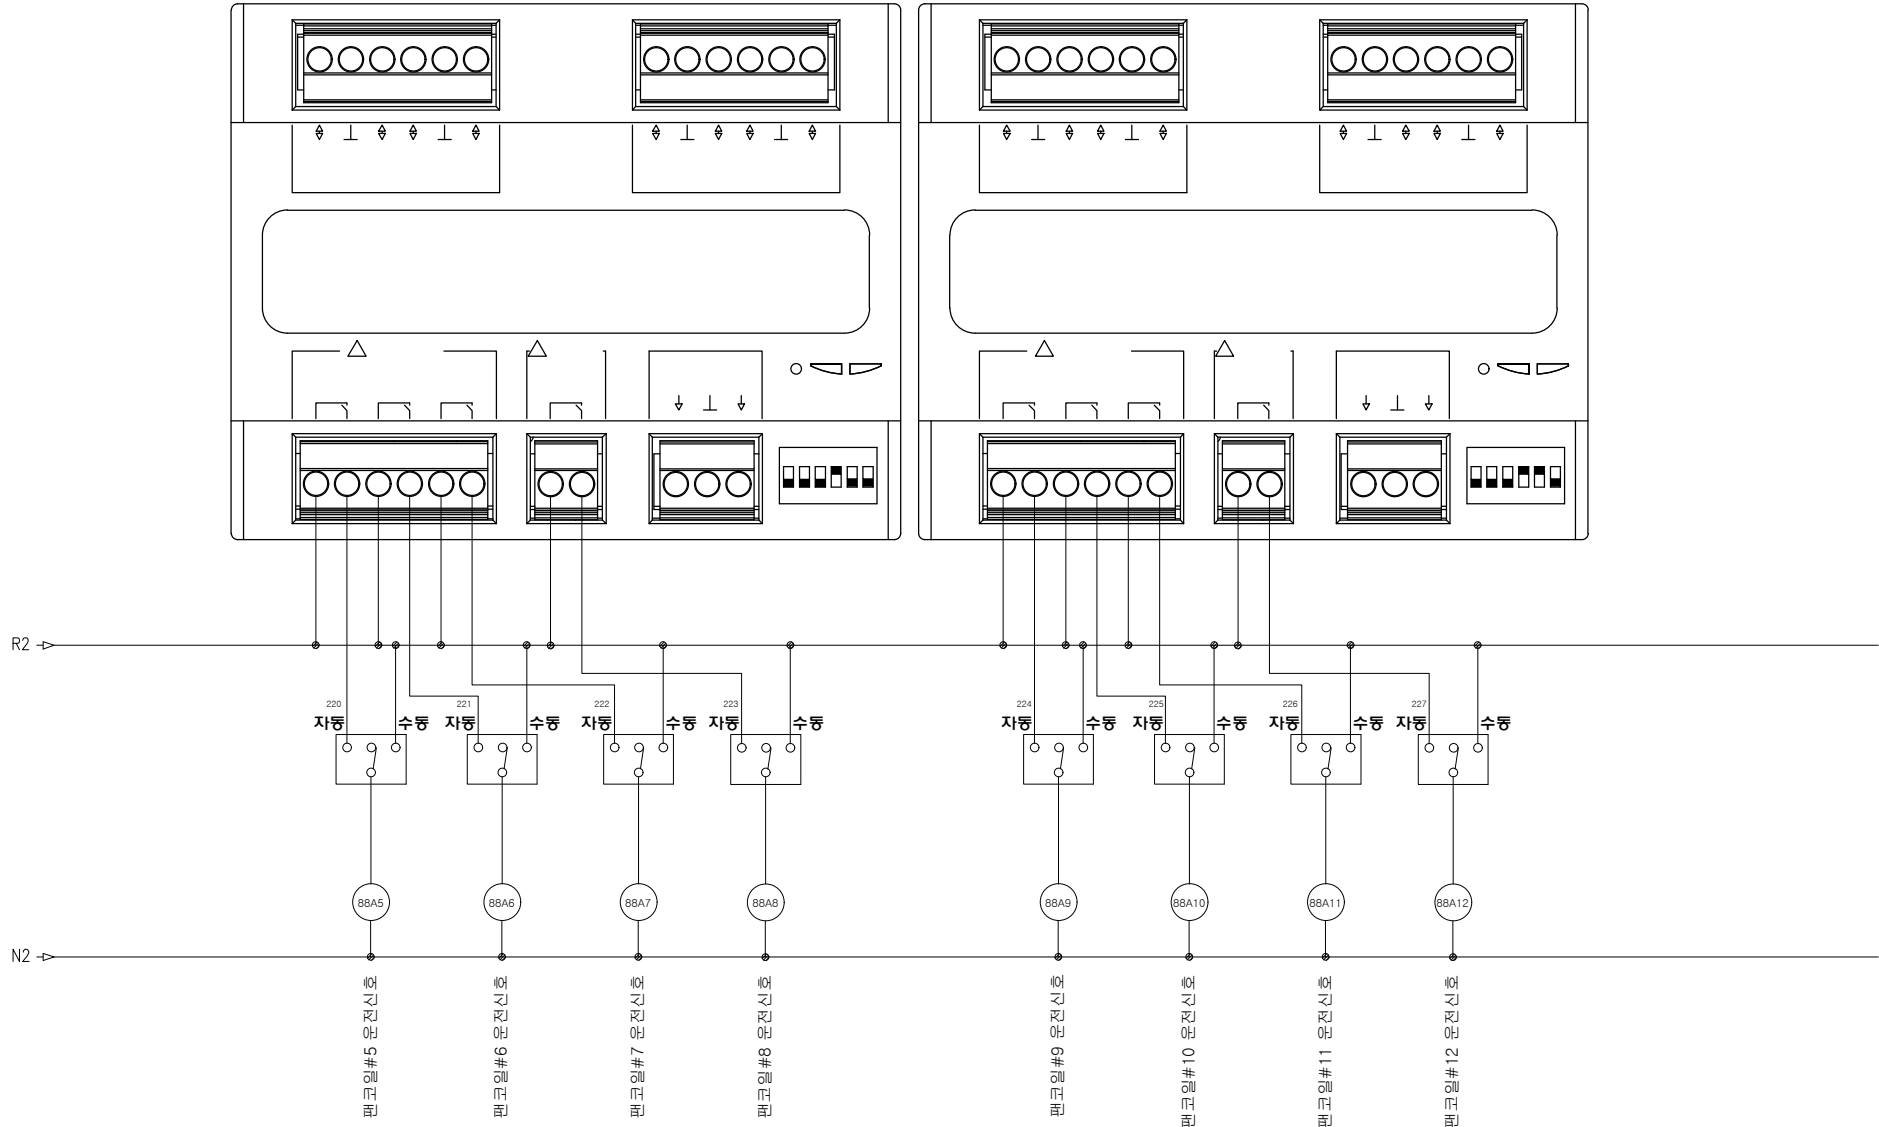 R2
220
221
222
223
224
225
226
227
자동 수동 자동 수동 자동 수동 자동 수동 자동 수동 자동 수동 자동 수동 자동 수동
88A5
88A6
88A7
88A8
88A9
88A10
88A11
88A12
N2
팬코일#5 운전신호
팬코일#6 운전신호
팬코일#7 운전신호
팬코일#8 운전신호
팬코일#9 운전신호
팬코일#10 운전신호
팬코일#11 운전신호
팬코일#12 운전신호